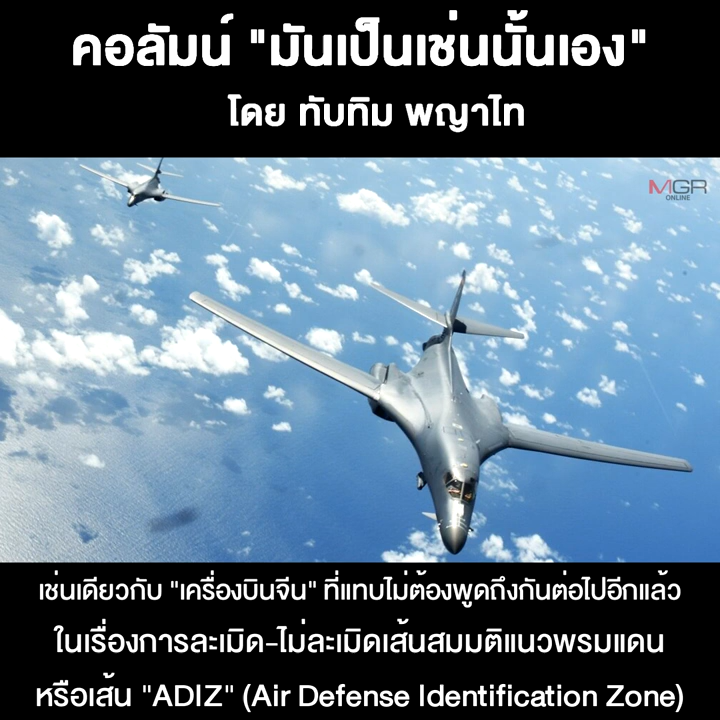 คอลัมน์ "มันเป็นเช่นนั้นเอง"
โดย ทับทิม พญาไท
MGR
ONLINE
เช่นเดียวกับ "เครื่องบินจีน" ที่แทบไม่ต้องพูดถึงกันต่อไปอีกแล้ว
ในเรื่องการละเมิด-ไม่ละเมิดเส้นสมมติแนวพรมแดน
หรือเส้น "ADIZ" (Air Defense Identification Zone)